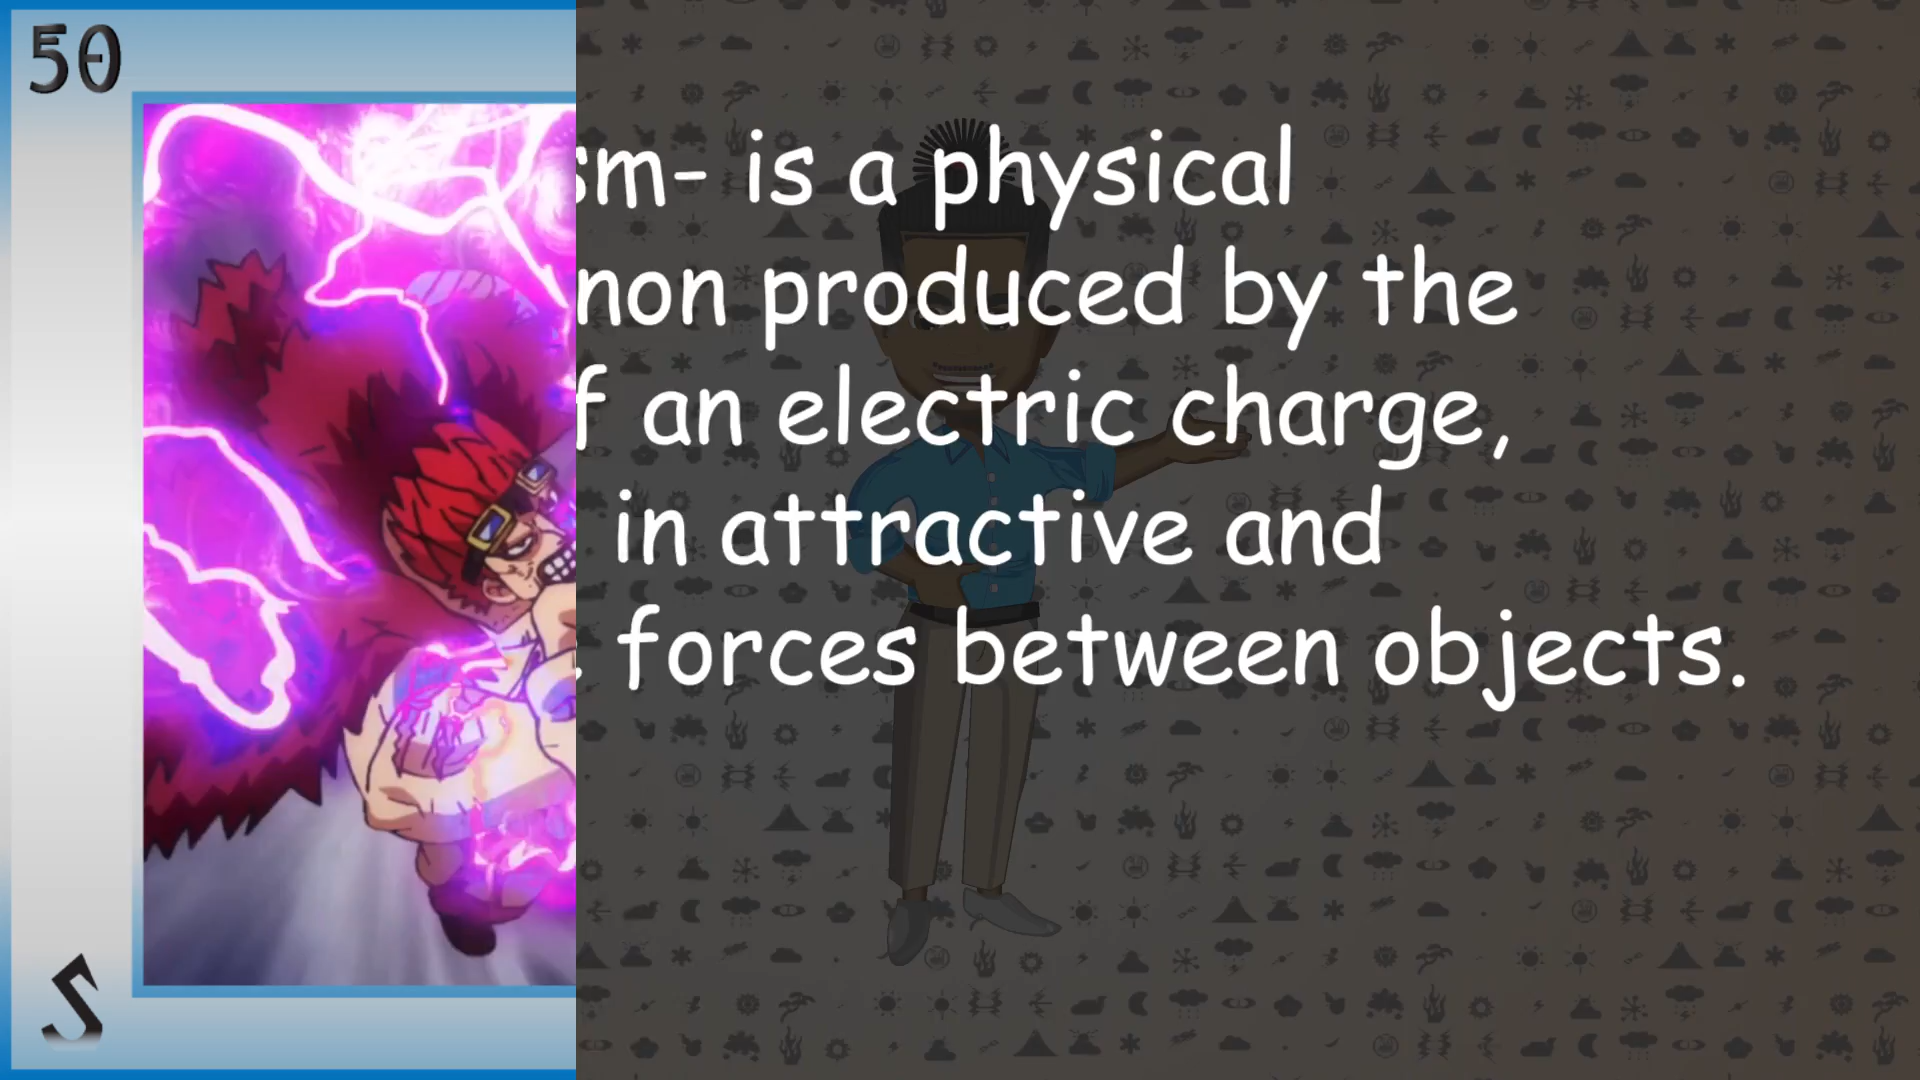 50
sm- is a physical
non produced by the
f an electric charge,
in attractive and
forces between objects.